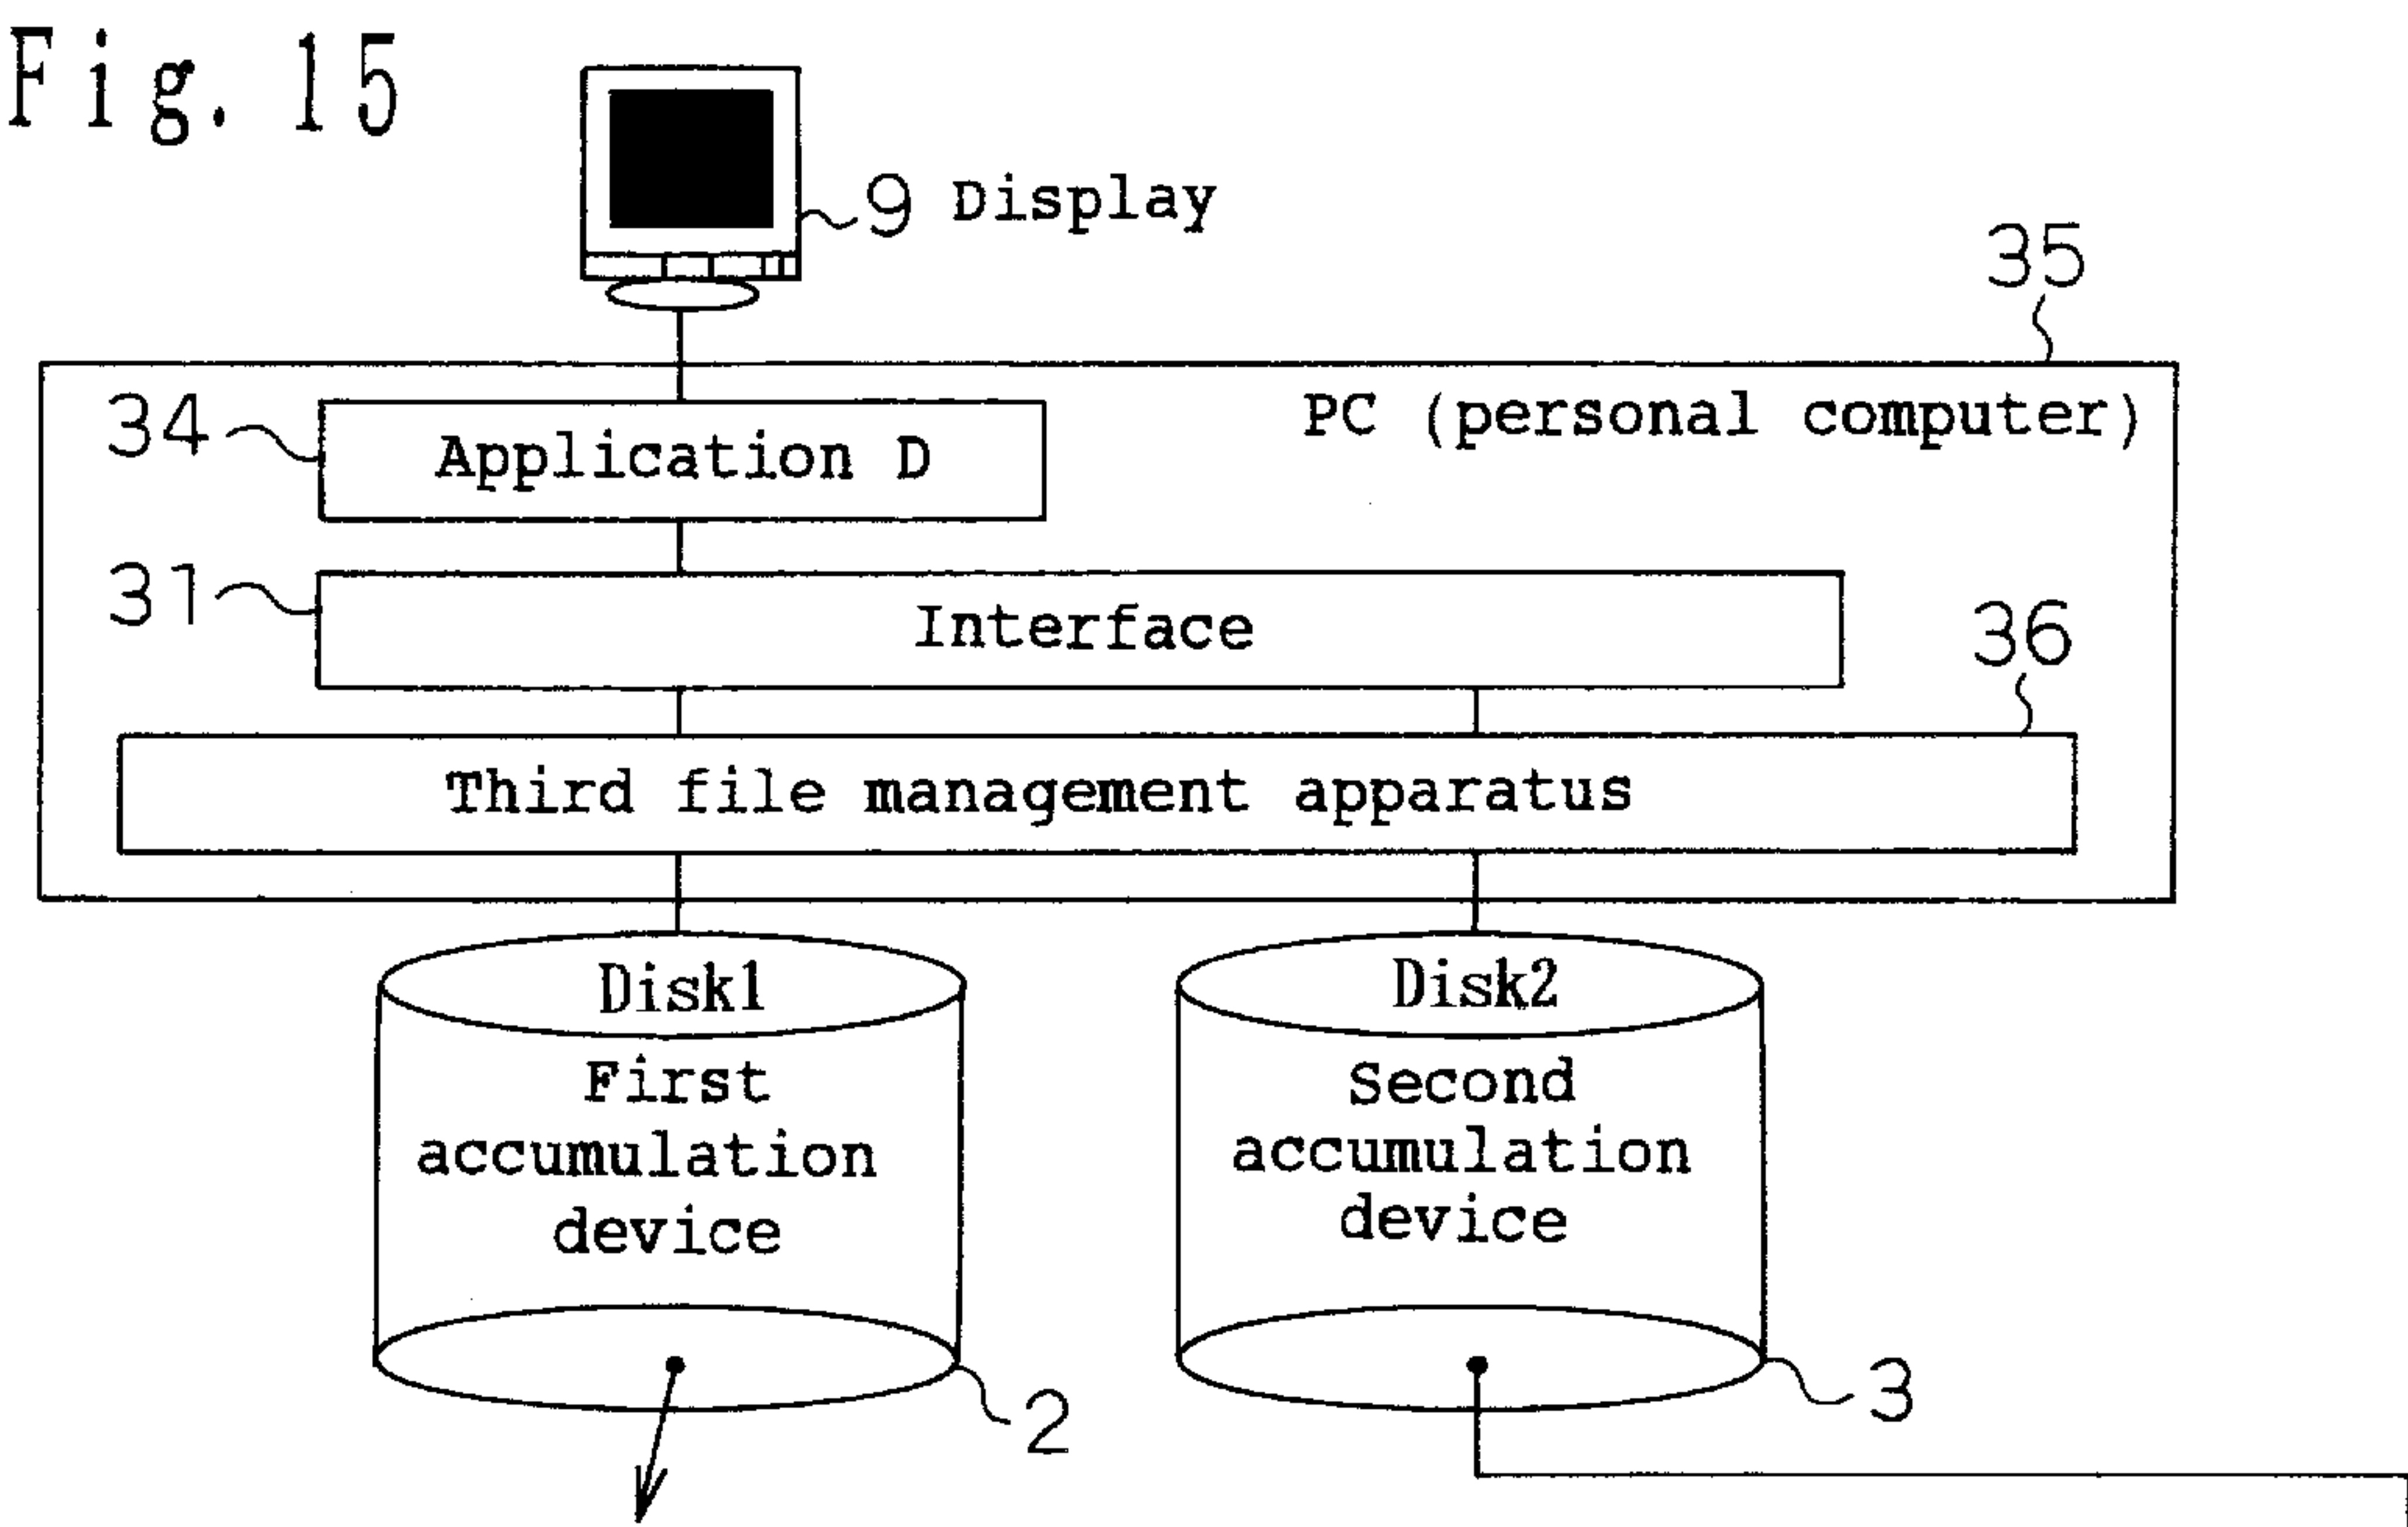 Fig. 15
9 Display
35
PC (personal computer)
34
Application D
31
Interface
36
Third file management apparatus
Disk1
First
accumulation
device
2
Disk2
Second
accumulation
device
3